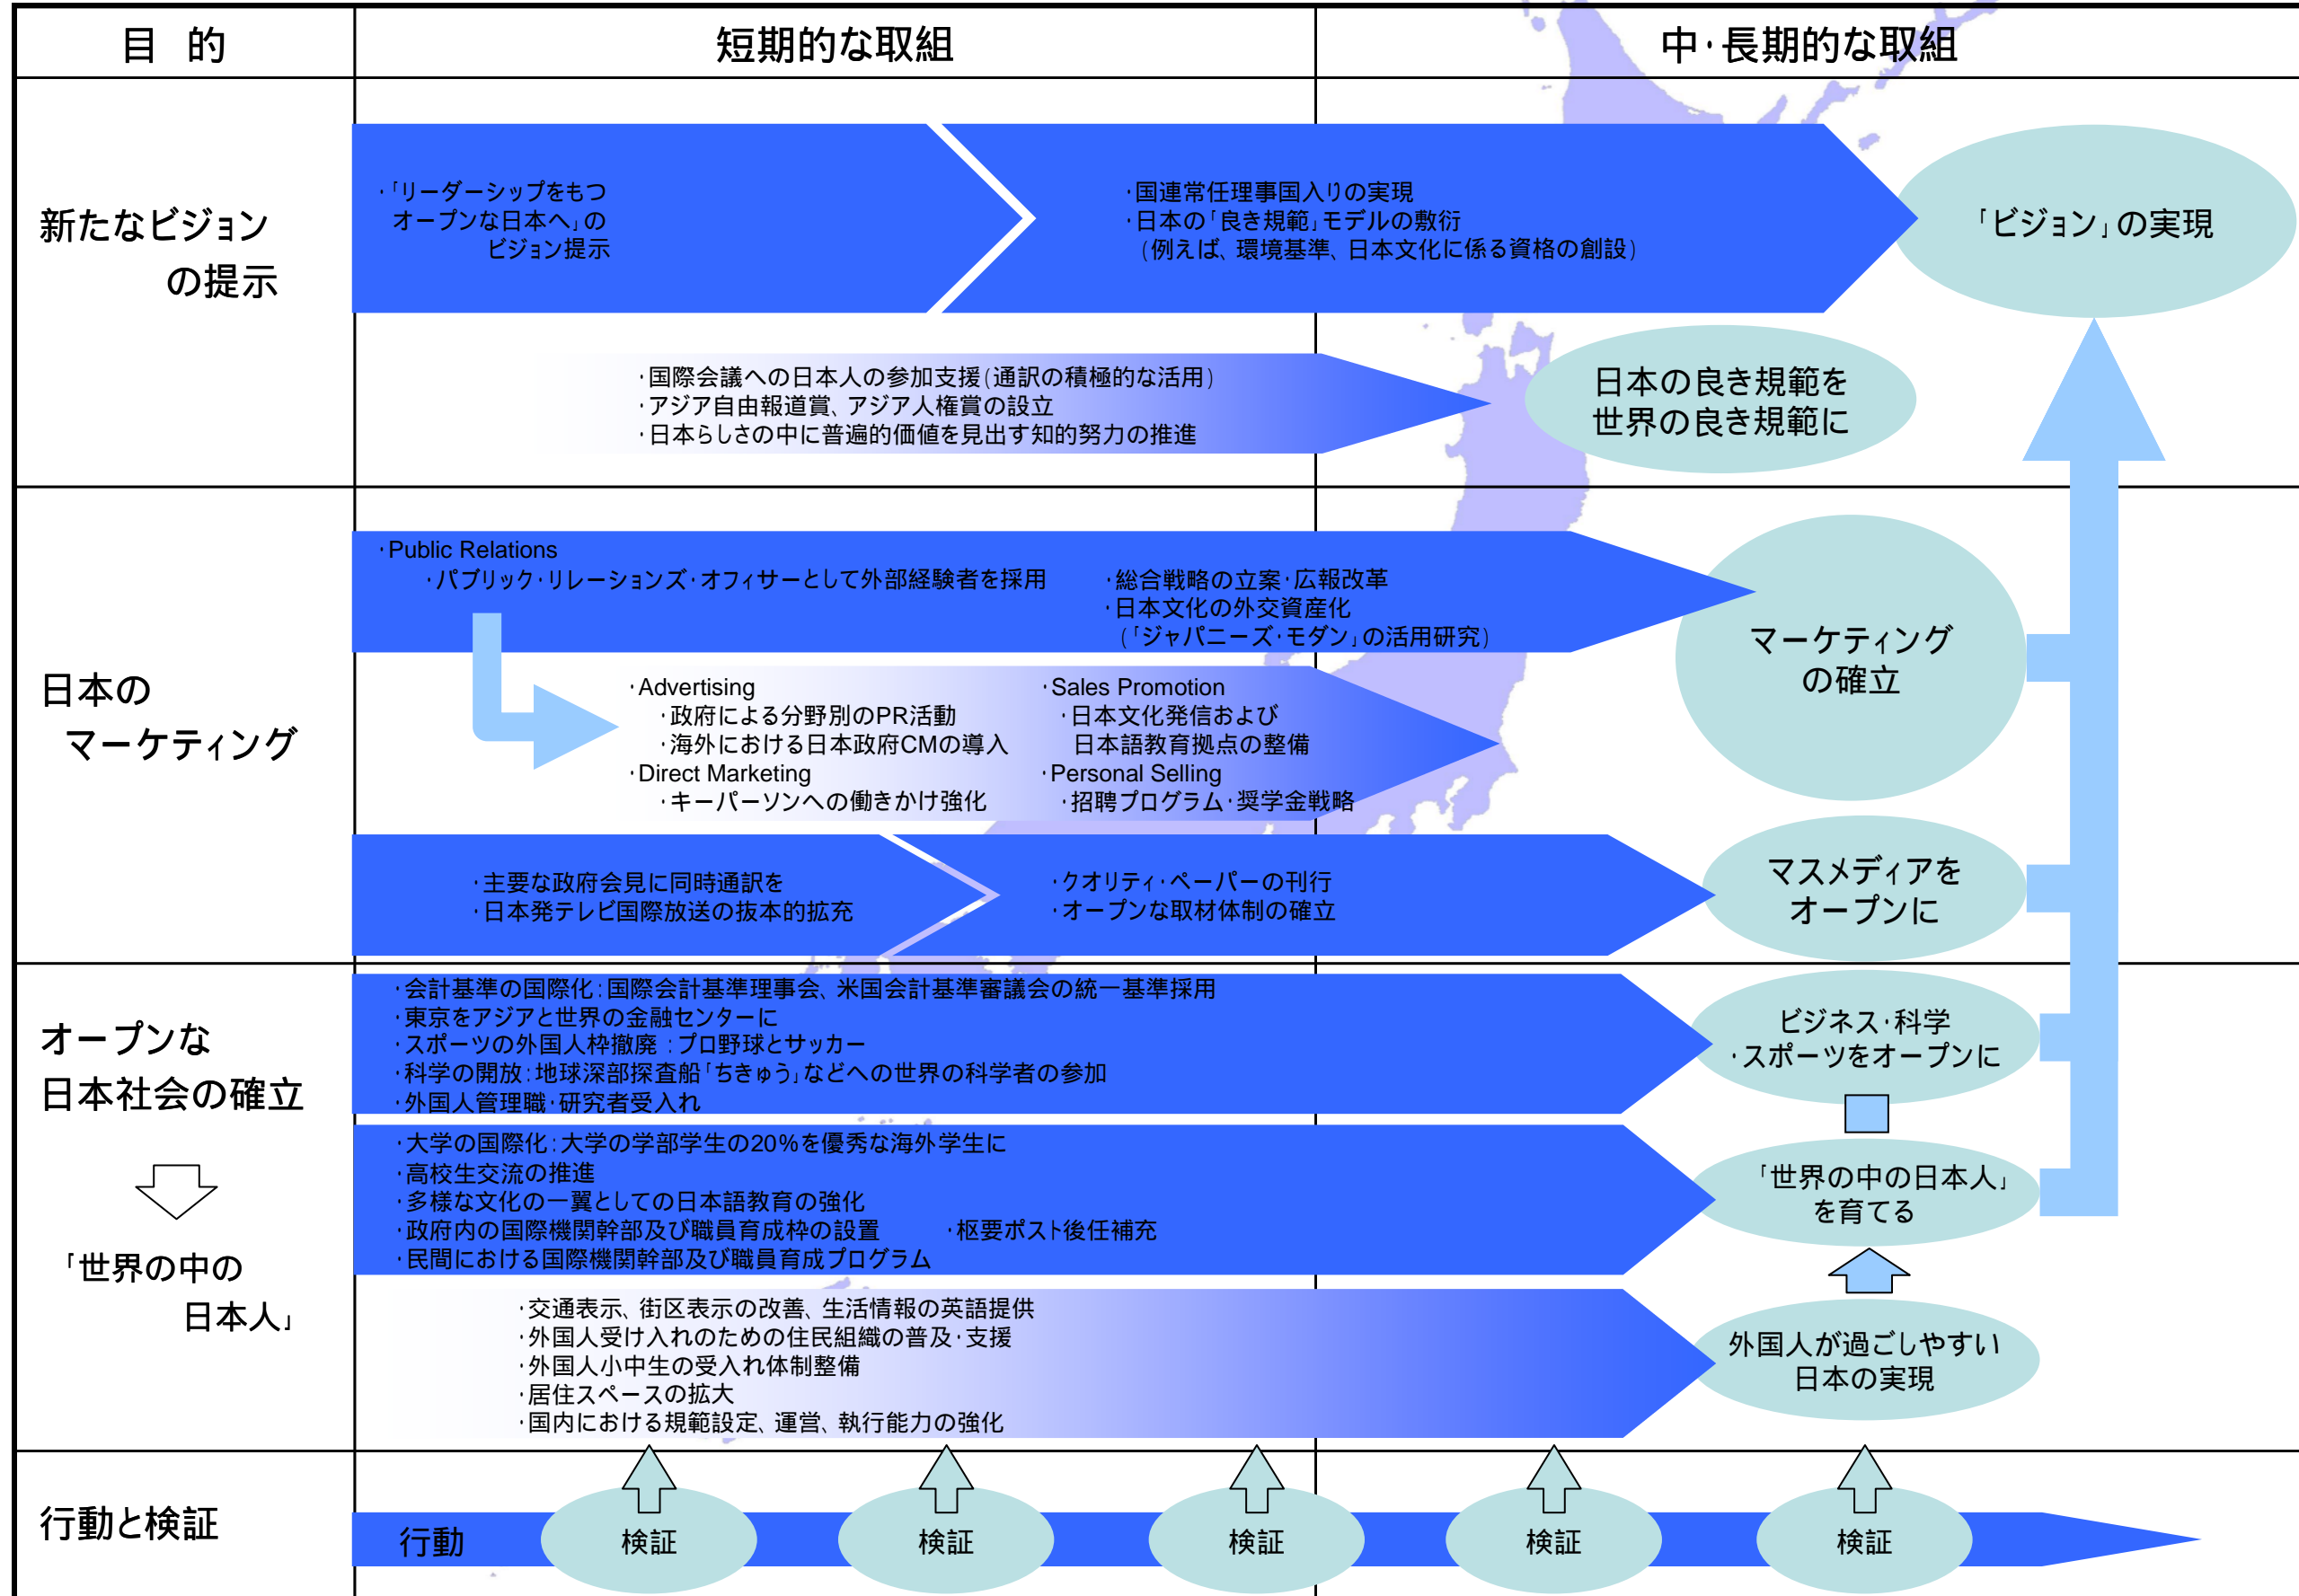 目 的
短期的な取組
中・長期的な取組
新たなビジョン
の提示
・「リーダーシップをもつ
オープンな日本へ」の
ビジョン提示
・国連常任理事国入りの実現
・日本の「良き規範」モデルの敷衍
(例えば、環境基準、日本文化に係る資格の創設)
「ビジョン」の実現
・国際会議への日本人の参加支援(通訳の積極的な活用)
・アジア自由報道賞、アジア人権賞の設立
・日本らしさの中に普遍的価値を見出す知的努力の推進
日本の良き規範を
世界の良き規範に
日本の
マーケティング
・Public Relations
・パブリック・リレーションズ・オフィサーとして外部経験者を採用
・総合戦略の立案・広報改革
・日本文化の外交資産化
(「ジャパニーズ・モダン」の活用研究)
・Advertising
・政府による分野別のPR活動
・海外における日本政府CMの導入
・Direct Marketing
・キーパーソンへの働きかけ強化
・Sales Promotion
・日本文化発信および
日本語教育拠点の整備
・Personal Selling
・招聘プログラム・奨学金戦略
マーケティング
の確立
・主要な政府会見に同時通訳を
・日本発テレビ国際放送の抜本的拡充
・クオリティ・ペーパーの刊行
・オープンな取材体制の確立
マスメディアを
オープンに
オープンな
日本社会の確立
「世界の中の
日本人」
・会計基準の国際化:国際会計基準理事会、米国会計基準審議会の統一基準採用
・東京をアジアと世界の金融センターに
・スポーツの外国人枠撤廃:プロ野球とサッカー
・科学の開放:地球深部探査船「ちきゅう」などへの世界の科学者の参加
・外国人管理職・研究者受入れ
ビジネス・科学
・スポーツをオープンに
・大学の国際化:大学の学部学生の20%を優秀な海外学生に
・高校生交流の推進
・多様な文化の一翼としての日本語教育の強化
・政府内の国際機関幹部及び職員育成枠の設置 ・枢要ポスト後任補充
・民間における国際機関幹部及び職員育成プログラム
「世界の中の日本人」
を育てる
・交通表示、街区表示の改善、生活情報の英語提供
・外国人受け入れのための住民組織の普及・支援
・外国人小中生の受入れ体制整備
・居住スペースの拡大
・国内における規範設定、運営、執行能力の強化
外国人が過ごしやすい
日本の実現
行動と検証
行動
検証
検証
検証
検証
検証